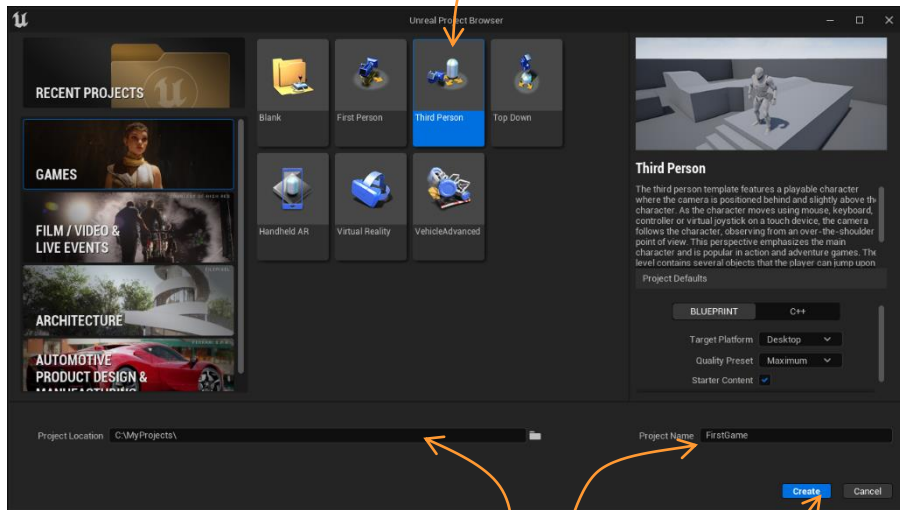 Unreal Project Browser
RECENT PROJECTS
GAMES
FILM / VIDEO &
LIVE EVENTS
ARCHITECTURE
AUTOMOTIVE
PRODUCT DESIGN &
MANUFACTURING
Blank
First Person
Third Person
Top Down
Handheld AR
Virtual Reality
VehicleAdvanced
Third Person
The third person template features a playable character
where the camera is positioned behind and slightly above the
character. As the character moves using mouse, keyboard,
controller or virtual joystick on a touch device, the camera
follows the character, observing from an over-the-shoulder
point of view. This perspective emphasizes the main
character and is popular in action and adventure games. The
level contains several objects that the player can jump upon
Project Defaults
BLUEPRINT
C++
Target Platform Desktop
Quality Preset Maximum
Starter Content
Project Location C:\MyProjects\
Project Name FirstGame
Create
Cancel